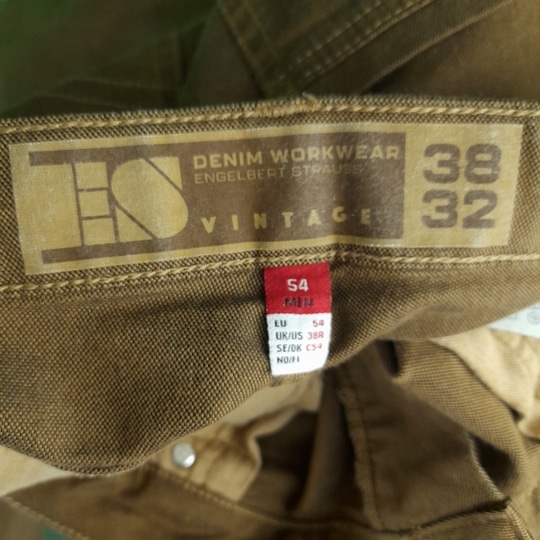 ES
DENIM WORKWEAR
ENGELBERT STRAUSS
VINTAGE
38
32
54
MEN
EU 54
UK/US 38R
SE/DK C54
NO/FI